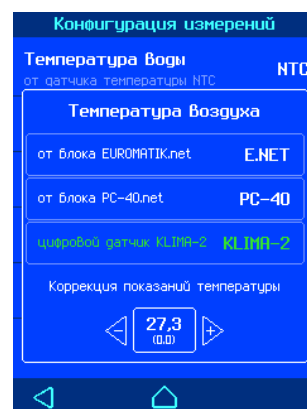 Конфигурация измерений
Температура Воды
NTC
от датчика температуры NTC
Температура Воздуха
от блока EUROMATIK.net E.NET
от блока PC-40.net PC-40
цифровой датчик KLIMA-2 KLIMA-2
Коррекция показаний температуры
- 27,3 +
(0.0)